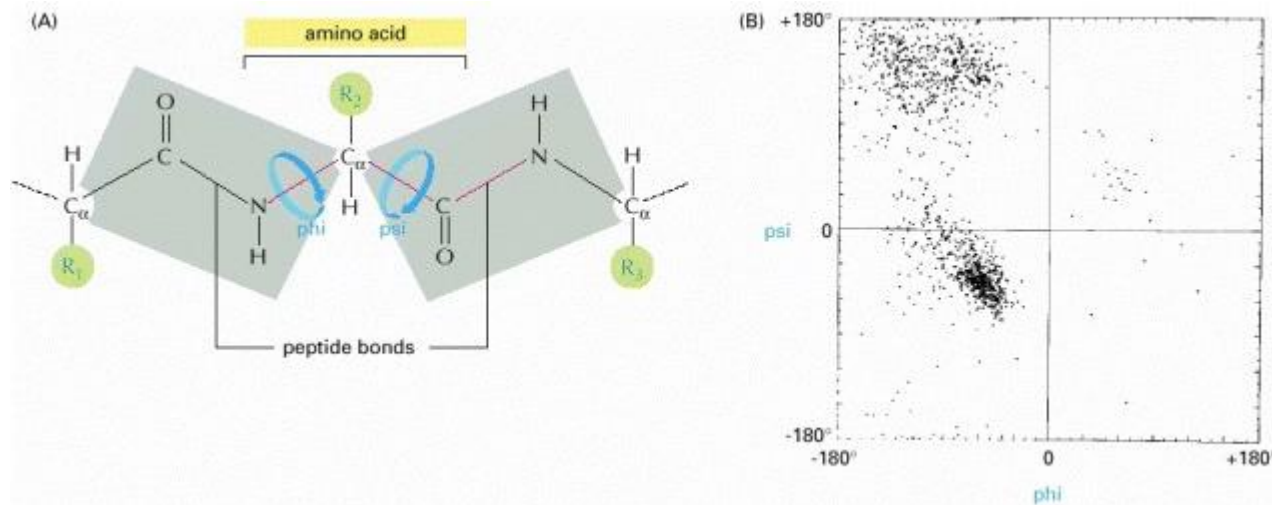 (A)
amino acid
R2
O
H
H
C
N
Cα
H
Cα
N
C
Cα
phi
psi
H
H
O
R1
R3
peptide bonds
(B)
+180°
psi
0
-180°
-180°
0
+180°
phi